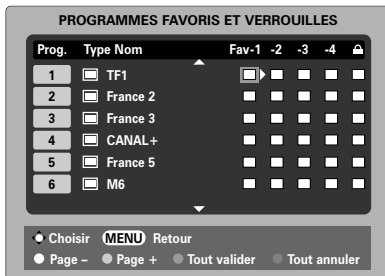 PROGRAMMES FAVORIS ET VERROUILLES
Prog. Type Nom Fav-1 -2 -3 -4
1 TF1
2 France 2
3 France 3
4 CANAL+
5 France 5
6 M6
Choisir MENU Retour
Page – Page + Tout valider Tout annuler